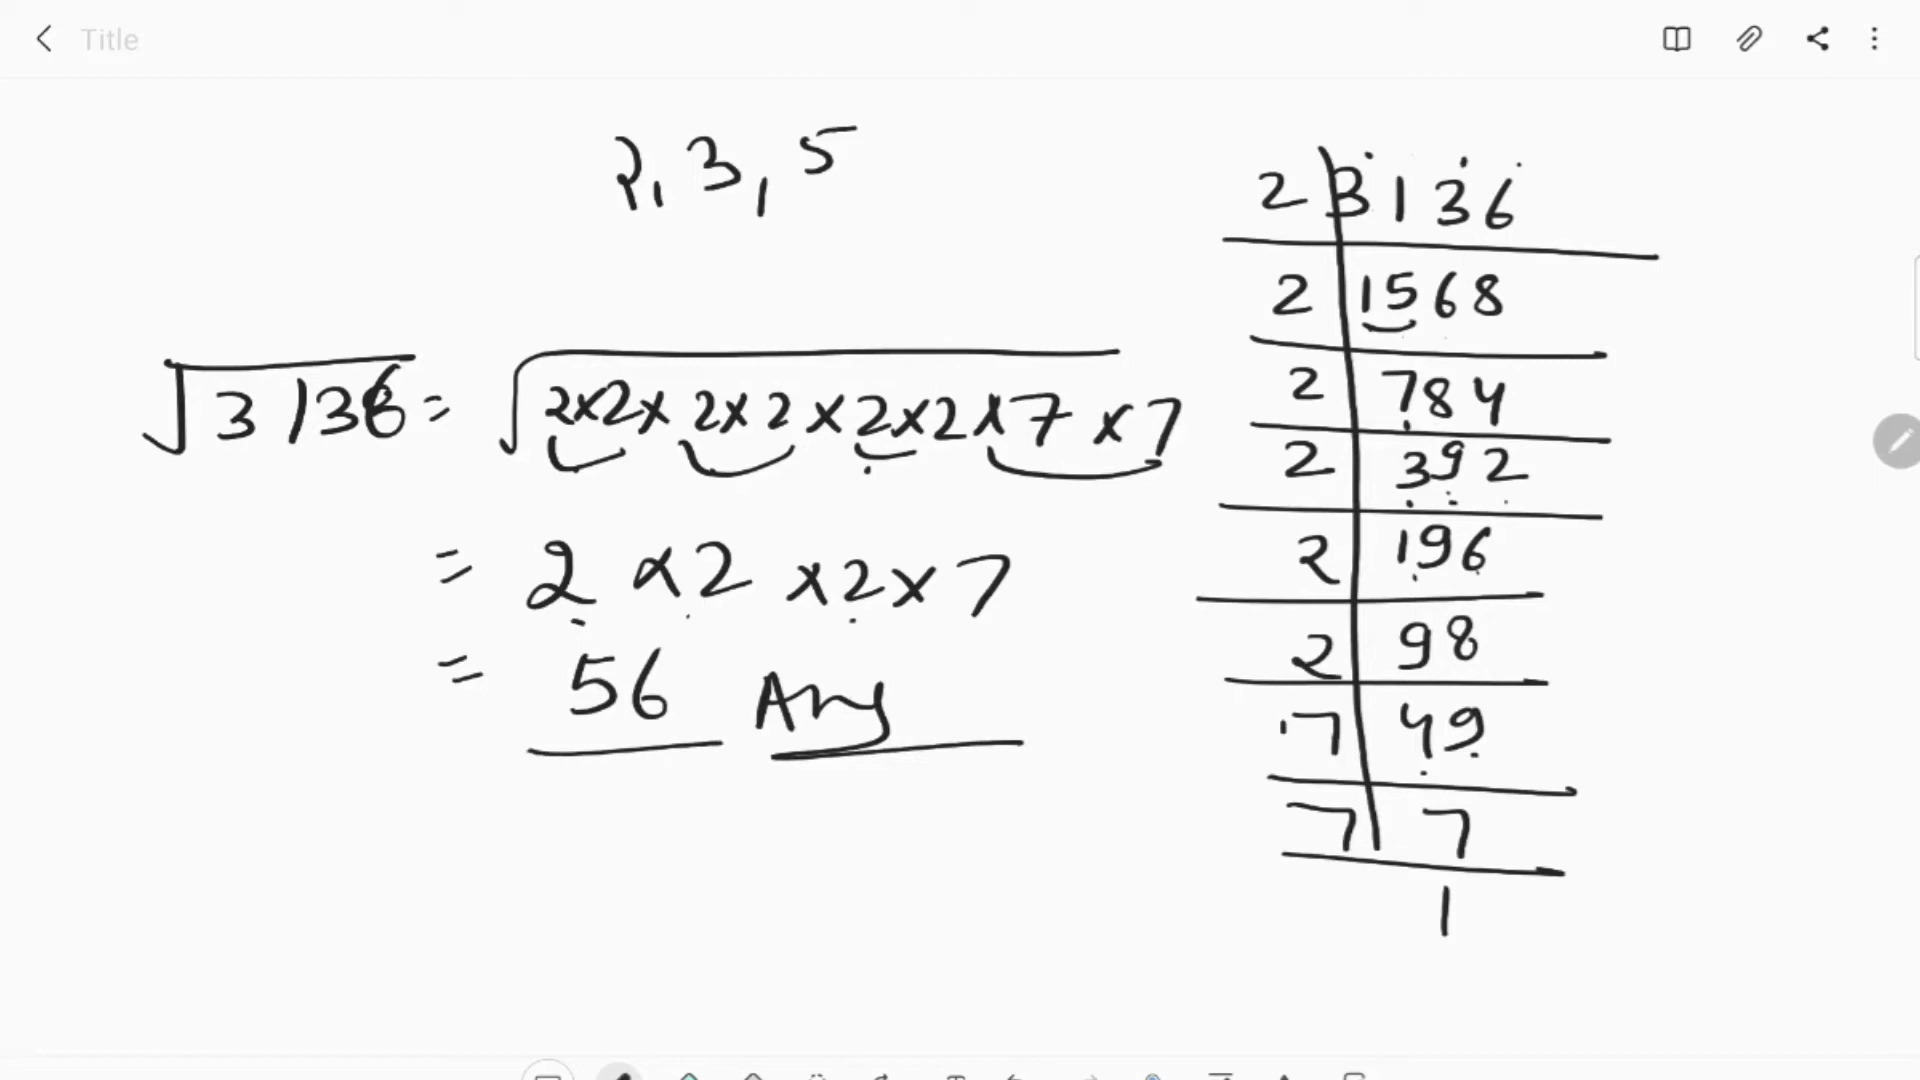 Title
2, 3, 5
√3136 = √2×2×2×2×2×2×7×7
= 2×2×2×7
= 56 Ans
2 3136
2 1568
2 784
2 392
2 196
2 98
7 49
7 7
1